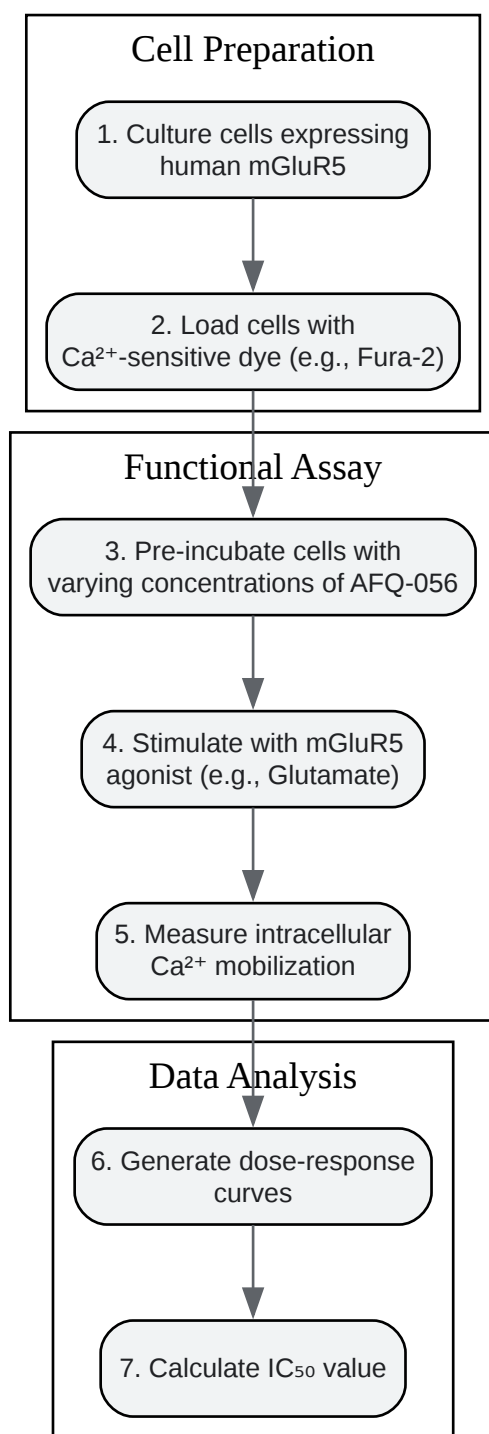 Cell Preparation
1. Culture cells expressing
human mGluR5
2. Load cells with
Ca²⁺-sensitive dye (e.g., Fura-2)
Functional Assay
3. Pre-incubate cells with
varying concentrations of AFQ-056
4. Stimulate with mGluR5
agonist (e.g., Glutamate)
5. Measure intracellular
Ca²⁺ mobilization
Data Analysis
6. Generate dose-response
curves
7. Calculate IC₅₀ value